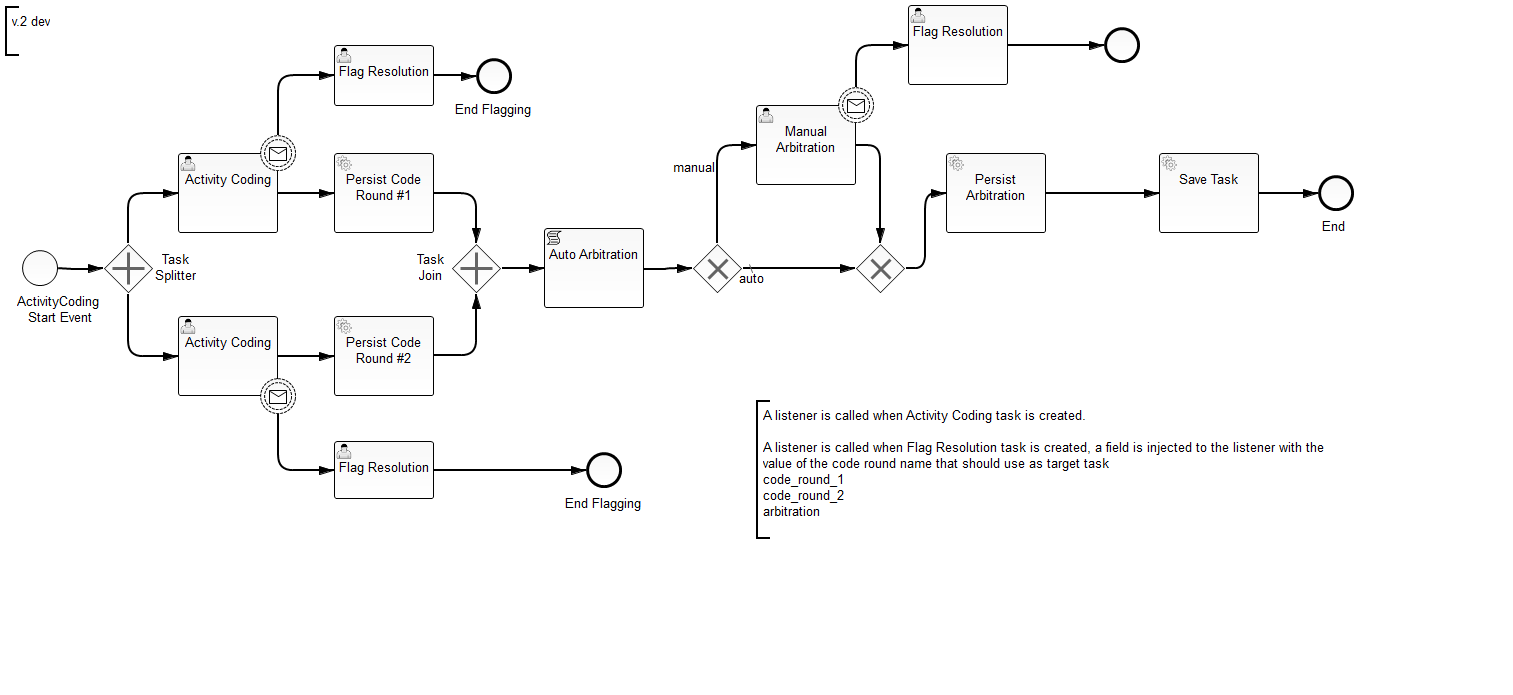 v.2 dev
Flag Resolution
Flag Resolution
End Flagging
Manual
Arbitration
manual
Activity Coding
Persist Code
Round #1
Persist
Arbitration
Save Task
End
Task
Splitter
Task
Join
Auto Arbitration
auto
ActivityCoding
Start Event
Activity Coding
Persist Code
Round #2
Flag Resolution
End Flagging
A listener is called when Activity Coding task is created.
A listener is called when Flag Resolution task is created, a field is injected to the listener with the
value of the code round name that should use as target task
code_round_1
code_round_2
arbitration